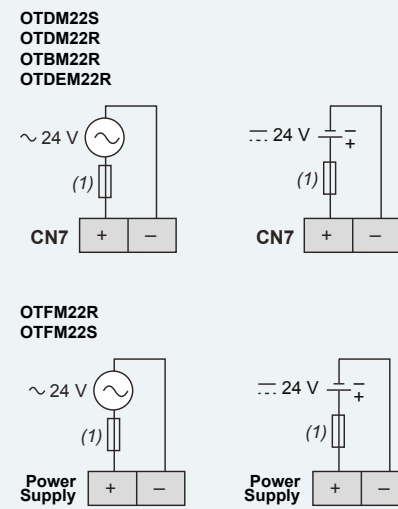 OTDM22S
OTDM22R
OTBM22R
OTDEM22R
∼ 24 V
(1)
CN7 + –
⎓ 24 V – +
(1)
CN7 + –
OTFM22R
OTFM22S
∼ 24 V
(1)
Power
Supply + –
⎓ 24 V – +
(1)
Power
Supply + –